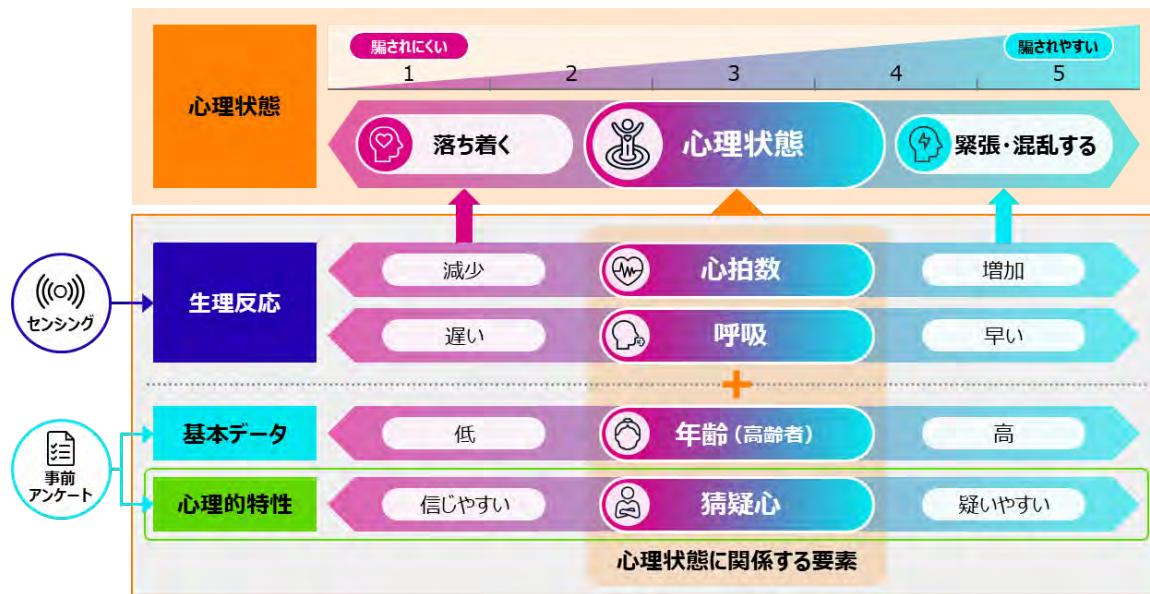 騙されにくい
騙されやすい
1 2 3 4 5
心理状態
落ち着く
心理状態
緊張・混乱する
センシング
生理反応
減少
心拍数
増加
遅い
呼吸
早い
+
事前
アンケート
基本データ
低
年齢(高齢者)
高
心理的特性
信じやすい
猜疑心
疑いやすい
心理状態に関係する要素